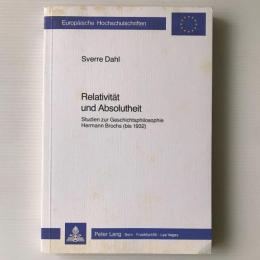 Europäische Hochschulschriften
Sverre Dahl
Relativität
und Absolutheit
Studien zur Geschichtsphilosophie
Hermann Brochs (bis 1932)
Peter Lang Bern · Frankfurt/M. · Las Vegas